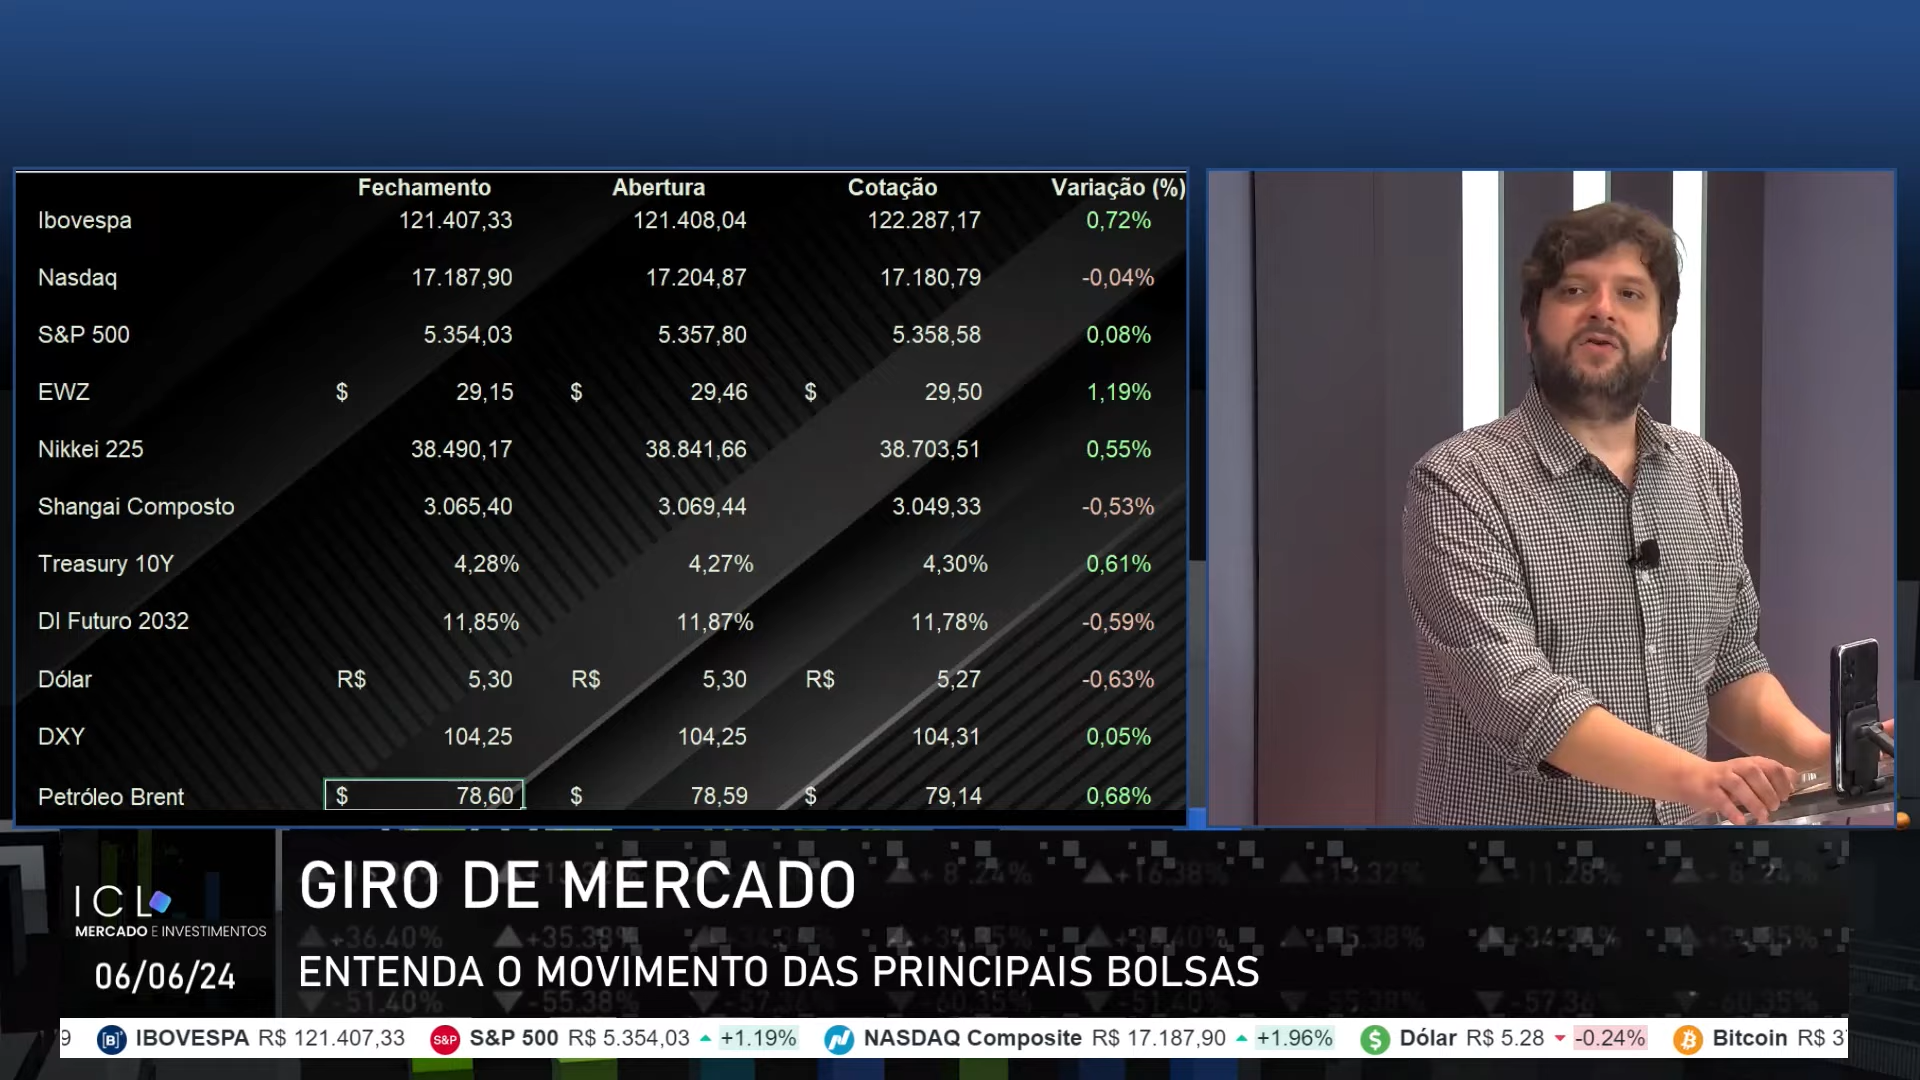 Fechamento Abertura Cotação Variação (%)
Ibovespa 121.407,33 121.408,04 122.287,17 0,72%
Nasdaq 17.187,90 17.204,87 17.180,79 -0,04%
S&P 500 5.354,03 5.357,80 5.358,58 0,08%
EWZ $ 29,15 $ 29,46 $ 29,50 1,19%
Nikkei 225 38.490,17 38.841,66 38.703,51 0,55%
Shangai Composto 3.065,40 3.069,44 3.049,33 -0,53%
Treasury 10Y 4,28% 4,27% 4,30% 0,61%
DI Futuro 2032 11,85% 11,87% 11,78% -0,59%
Dólar R$ 5,30 R$ 5,30 R$ 5,27 -0,63%
DXY 104,25 104,25 104,31 0,05%
Petróleo Brent $ 78,60 $ 78,59 $ 79,14 0,68%
ICL
MERCADO E INVESTIMENTOS
06/06/24
GIRO DE MERCADO
ENTENDA O MOVIMENTO DAS PRINCIPAIS BOLSAS
9 [B]³ IBOVESPA R$ 121.407,33 S&P S&P 500 R$ 5.354,03 +1.19% NASDAQ Composite R$ 17.187,90 +1.96% $ Dólar R$ 5.28 -0.24% Bitcoin R$ 3